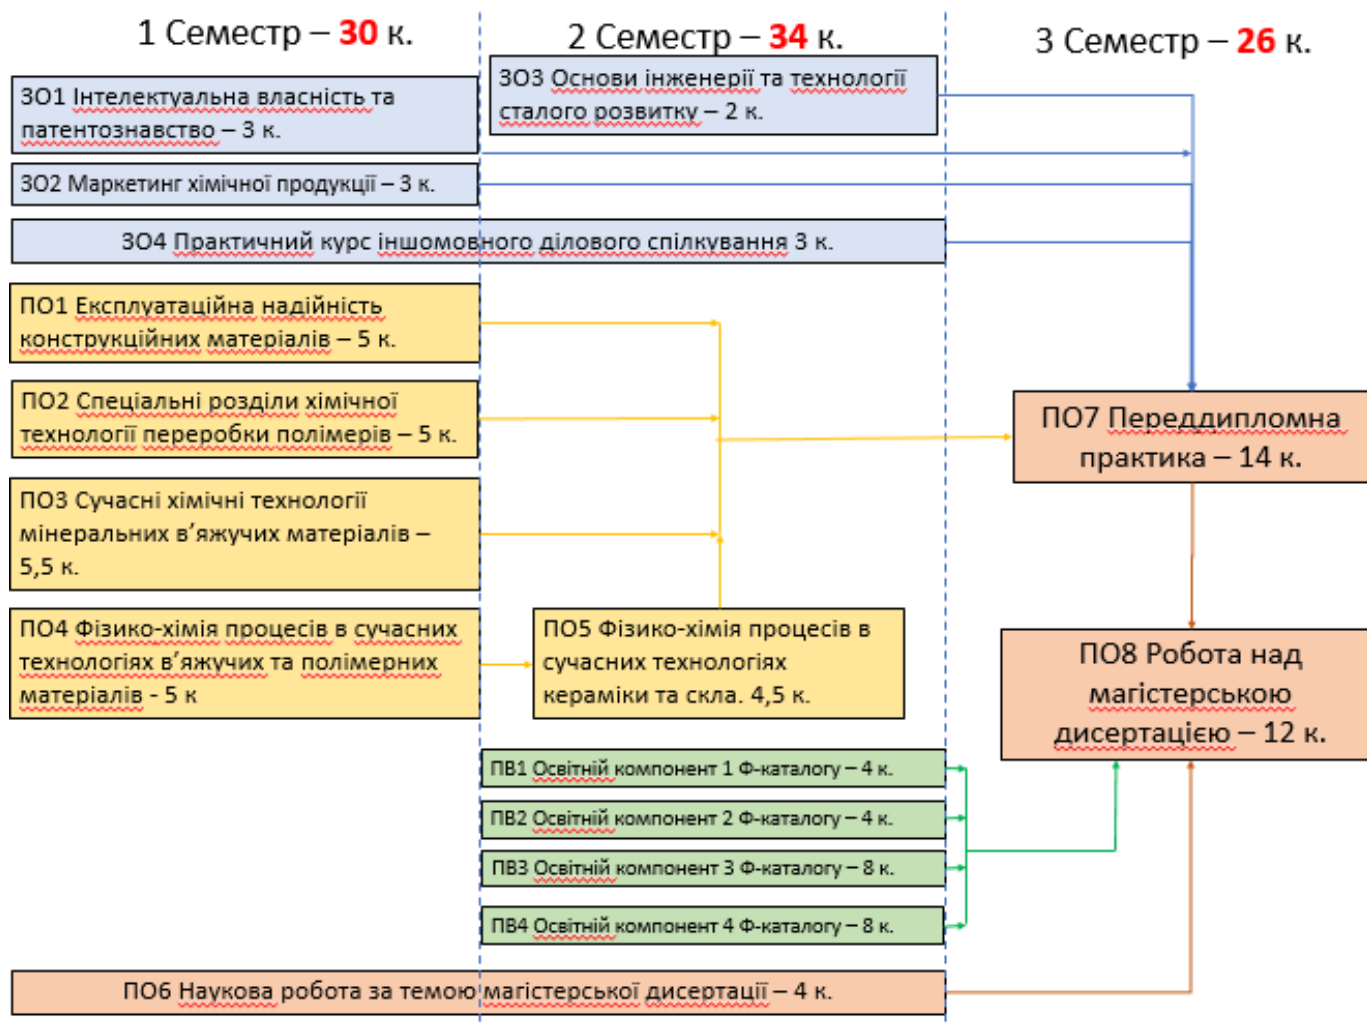 1 Семестр – 30 к.
2 Семестр – 34 к.
3 Семестр – 26 к.
ЗО1 Інтелектуальна власність та
патентознавство – 3 к.
ЗО3 Основи інженерії та технології
сталого розвитку – 2 к.
ЗО2 Маркетинг хімічної продукції – 3 к.
ЗО4 Практичний курс іншомовного ділового спілкування 3 к.
ПО1 Експлуатаційна надійність
конструкційних матеріалів – 5 к.
ПО2 Спеціальні розділи хімічної
технології переробки полімерів – 5 к.
ПО3 Сучасні хімічні технології
мінеральних в’яжучих матеріалів –
5,5 к.
ПО4 Фізико-хімія процесів в сучасних
технологіях в’яжучих та полімерних
матеріалів - 5 к
ПО5 Фізико-хімія процесів в
сучасних технологіях
кераміки та скла. 4,5 к.
ПО7 Переддипломна
практика – 14 к.
ПО8 Робота над
магістерською
дисертацією – 12 к.
ПВ1 Освітній компонент 1 Ф-каталогу – 4 к.
ПВ2 Освітній компонент 2 Ф-каталогу – 4 к.
ПВ3 Освітній компонент 3 Ф-каталогу – 8 к.
ПВ4 Освітній компонент 4 Ф-каталогу – 8 к.
ПО6 Наукова робота за темою магістерської дисертації – 4 к.